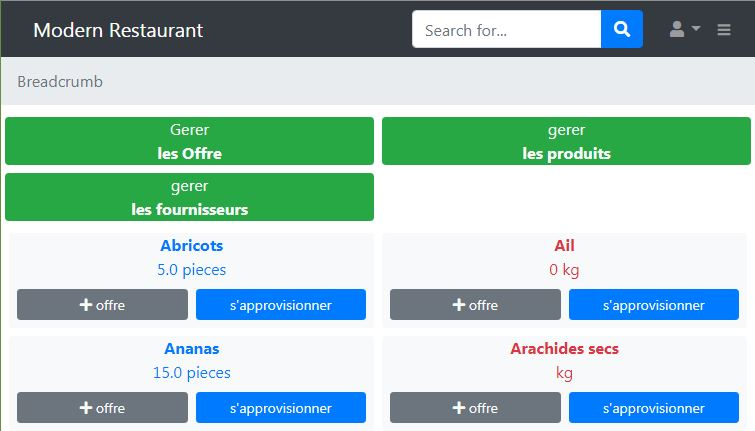 Modern Restaurant
Search for...
Breadcrumb
Gerer
les Offre
gerer
les produits
gerer
les fournisseurs
Abricots
5.0 pieces
offre
s'approvisionner
Ail
0 kg
offre
s'approvisionner
Ananas
15.0 pieces
offre
s'approvisionner
Arachides secs
kg
offre
s'approvisionner